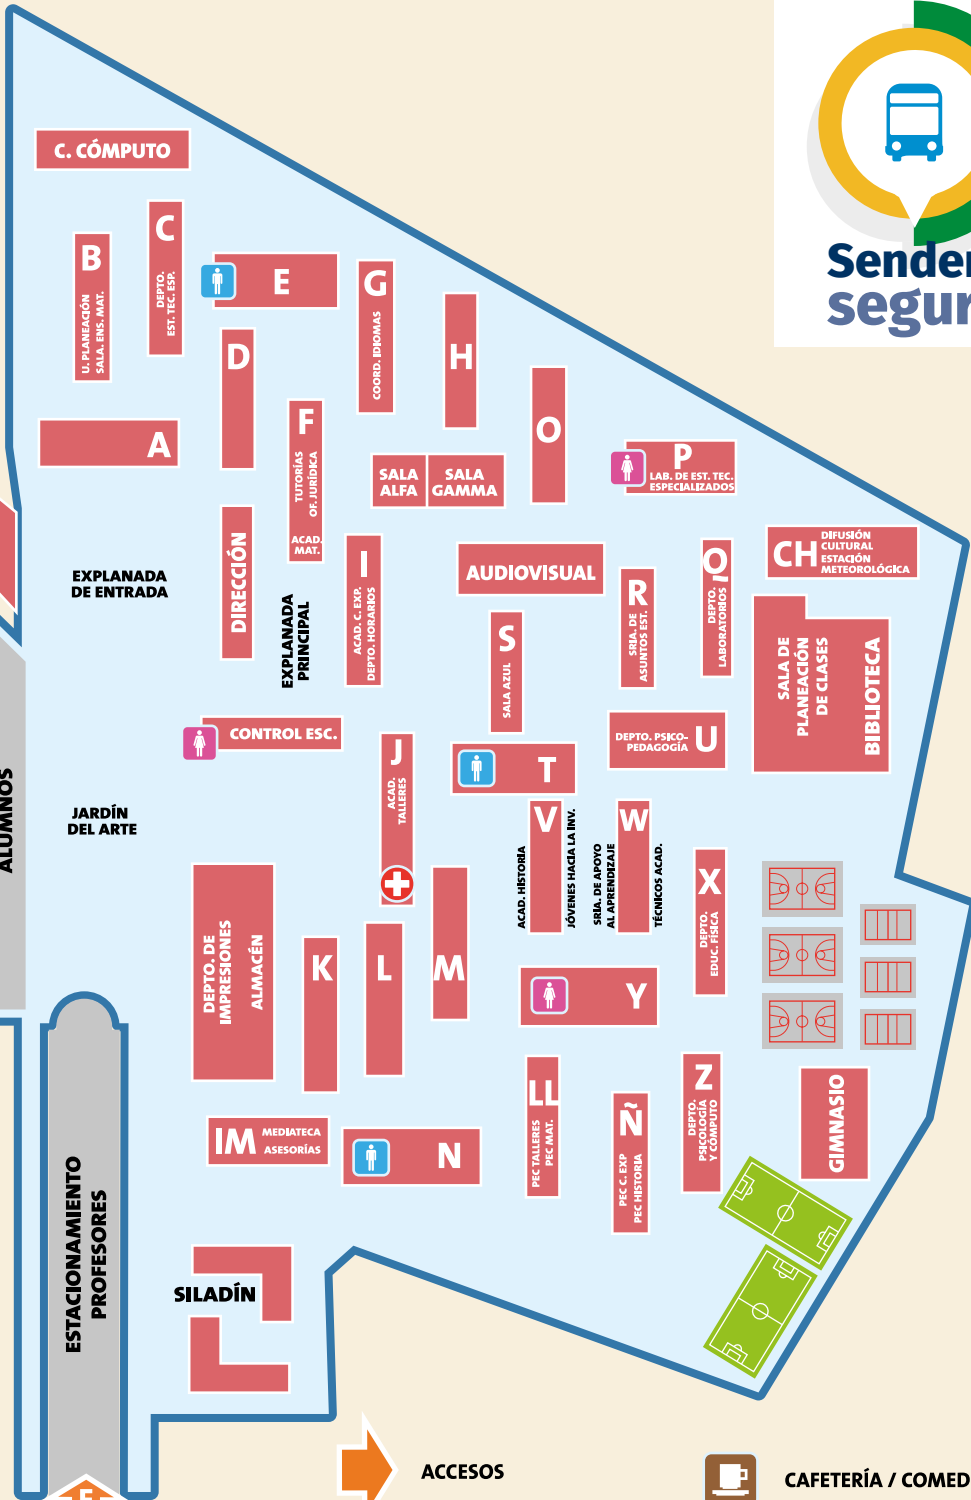 C. CÓMPUTO
C
DEPTO.
EST. TEC. ESP.
B
U. PLANEACIÓN
SALA. ENS. MAT.
E
G
COORD. IDIOMAS
D
H
A
F
TUTORÍAS
OF. JURÍDICA
ACAD.
MAT.
O
SALA
ALFA
SALA
GAMMA
P
LAB. DE EST. TEC.
ESPECIALIZADOS
DIRECCIÓN
EXPLANADA
DE ENTRADA
EXPLANADA
PRINCIPAL
I
ACAD. C. EXP.
DEPTO. HORARIOS
AUDIOVISUAL
S
SALA AZUL
R
SRIA. DE
ASUNTOS EST.
Q
DEPTO.
LABORATORIOS
CH
DIFUSIÓN
CULTURAL
ESTACIÓN
METEOROLÓGICA
SALA DE
PLANEACIÓN
DE CLASES
BIBLIOTECA
CONTROL ESC.
J
ACAD.
TALLERES
T
DEPTO. PSICO-
PEDAGOGÍA
U
ALUMNOS
JARDÍN
DEL ARTE
V
ACAD. HISTORIA
JÓVENES HACIA LA INV.
W
SRIA. DE APOYO
AL APRENDIZAJE
TÉCNICOS ACAD.
X
DEPTO.
EDUC. FÍSICA
DEPTO. DE
IMPRESIONES
ALMACÉN
K
L
M
Y
LL
PEC TALLERES
PEC MAT.
Ñ
PEC C. EXP
PEC HISTORIA
Z
DEPTO.
PSICOLOGÍA
Y CÓMPUTO
GIMNASIO
IM
MEDIATECA
ASESORÍAS
N
ESTACIONAMIENTO
PROFESORES
SILADÍN
ACCESOS